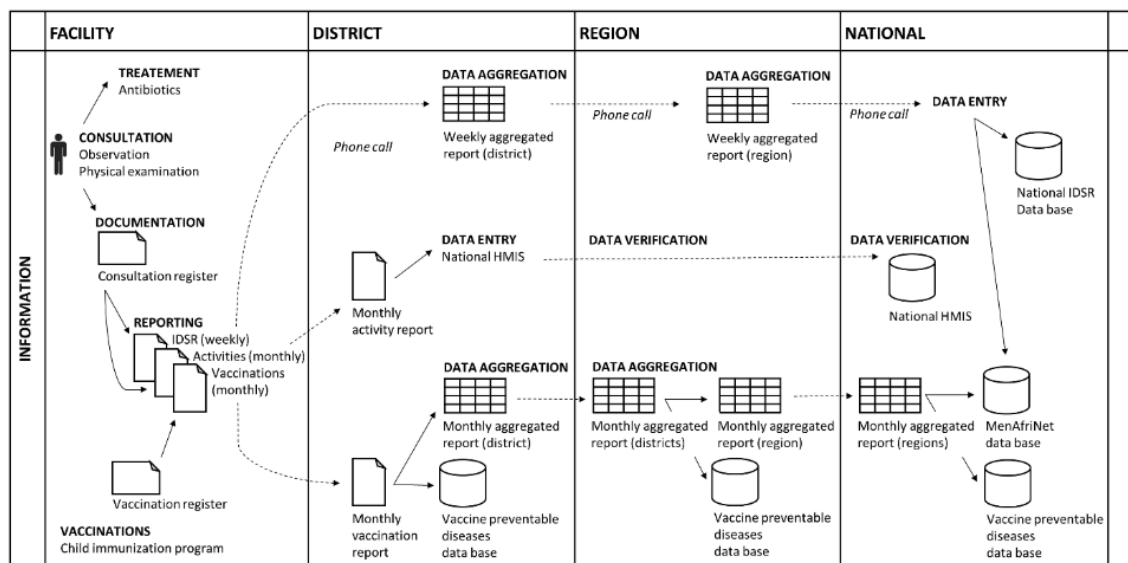 FACILITY
DISTRICT
REGION
NATIONAL
INFORMATION
TREATEMENT
Antibiotics
CONSULTATION
Observation
Physical examination
DOCUMENTATION
Consultation register
REPORTING
IDSR (weekly)
Activities (monthly)
Vaccinations
(monthly)
Vaccination register
VACCINATIONS
Child immunization program
DATA AGGREGATION
Weekly aggregated
report (district)
Phone call
DATA ENTRY
National HMIS
Monthly
activity report
DATA AGGREGATION
Monthly aggregated
report (district)
Monthly
vaccination
report
Vaccine preventable
diseases
data base
DATA AGGREGATION
Phone call
Weekly aggregated
report (region)
DATA VERIFICATION
DATA AGGREGATION
Monthly aggregated
report (districts)
Monthly aggregated
report (region)
Vaccine preventable
diseases
data base
Phone call
DATA ENTRY
National IDSR
Data base
DATA VERIFICATION
National HMIS
Monthly aggregated
report (regions)
MenAfriNet
data base
Vaccine preventable
diseases
data base